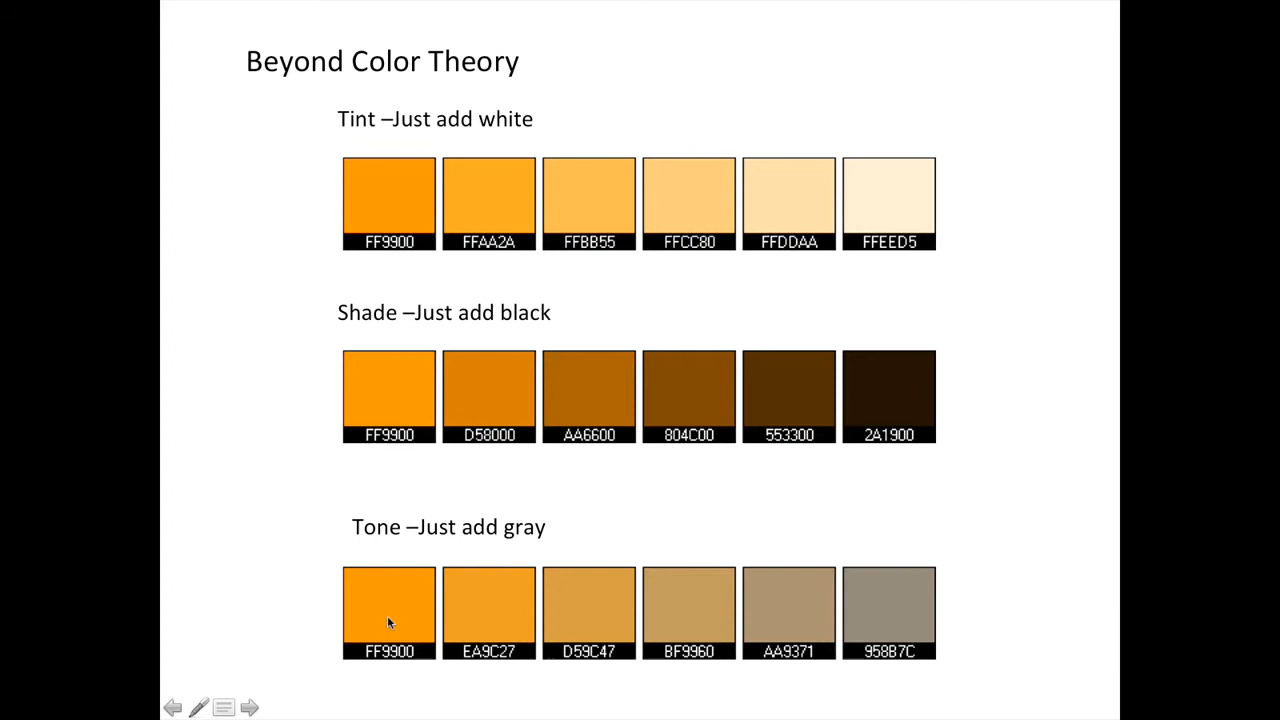 Beyond Color Theory
Tint –Just add white
FF9900 FFAA2A FFBB55 FFCC80 FFDDAA FFEED5
Shade –Just add black
FF9900 D58000 AA6600 804C00 553300 2A1900
Tone –Just add gray
FF9900 EA9C27 D59C47 BF9960 AA9371 958B7C